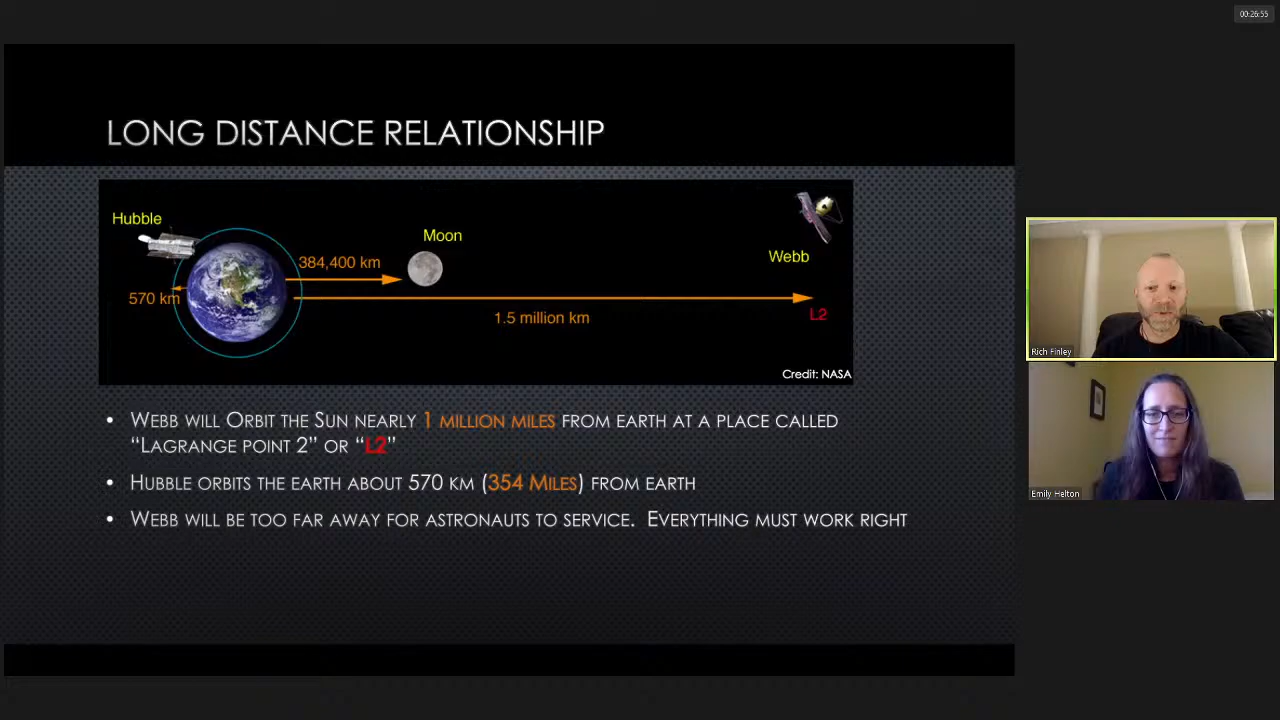 00:26:55
LONG DISTANCE RELATIONSHIP
Hubble
Moon
384,400 km
Webb
570 km
1.5 million km
L2
Credit: NASA
• WEBB WILL ORBIT THE SUN NEARLY 1 MILLION MILES FROM EARTH AT A PLACE CALLED
“LAGRANGE POINT 2” OR “L2”
• HUBBLE ORBITS THE EARTH ABOUT 570 KM (354 MILES) FROM EARTH
• WEBB WILL BE TOO FAR AWAY FOR ASTRONAUTS TO SERVICE. EVERYTHING MUST WORK RIGHT
Rich Finley
Emily Helton